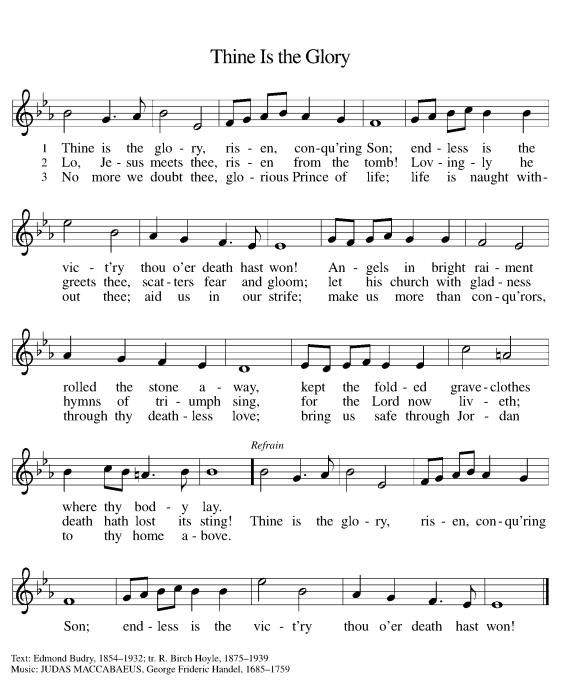 Thine Is the Glory
1 Thine is the glo - ry, ris - en, con-qu'ring Son; end - less is the
2 Lo, Je - sus meets thee, ris - en from the tomb! Lov - ing - ly he
3 No more we doubt thee, glo - rious Prince of life; life is naught with-
vic - t'ry thou o'er death hast won! An - gels in bright rai - ment
greets thee, scat - ters fear and gloom; let his church with glad - ness
out thee; aid us in our strife; make us more than con - qu'rors,
rolled the stone a - way, kept the fold - ed grave - clothes
hymns of tri - umph sing, for the Lord now liv - eth;
through thy death - less love; bring us safe through Jor - dan
Refrain
where thy bod - y lay.
death hath lost its sting! Thine is the glo - ry, ris - en, con - qu'ring
to thy home a - bove.
Son; end - less is the vic - t'ry thou o'er death hast won!
Text: Edmond Budry, 1854–1932; tr. R. Birch Hoyle, 1875–1939
Music: JUDAS MACCABAEUS, George Frideric Handel, 1685–1759